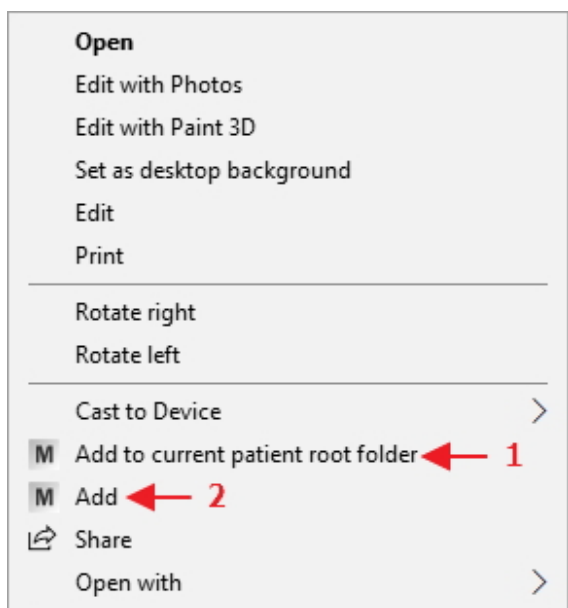 Open
Edit with Photos
Edit with Paint 3D
Set as desktop background
Edit
Print
Rotate right
Rotate left
Cast to Device
M Add to current patient root folder 1
M Add 2
Share
Open with